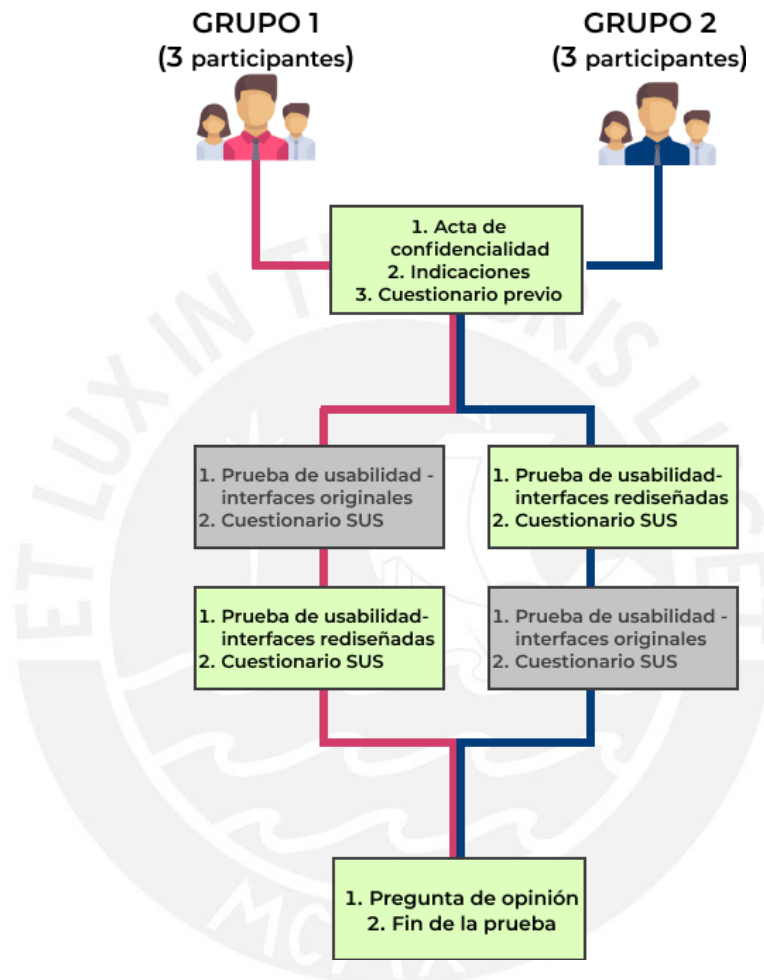 GRUPO 1
(3 participantes)
GRUPO 2
(3 participantes)
1. Acta de
confidencialidad
2. Indicaciones
3. Cuestionario previo
1. Prueba de usabilidad -
interfaces originales
2. Cuestionario SUS
1. Prueba de usabilidad-
interfaces rediseñadas
2. Cuestionario SUS
1. Prueba de usabilidad-
interfaces rediseñadas
2. Cuestionario SUS
1. Prueba de usabilidad -
interfaces originales
2. Cuestionario SUS
1. Pregunta de opinión
2. Fin de la prueba
ET LUX IN